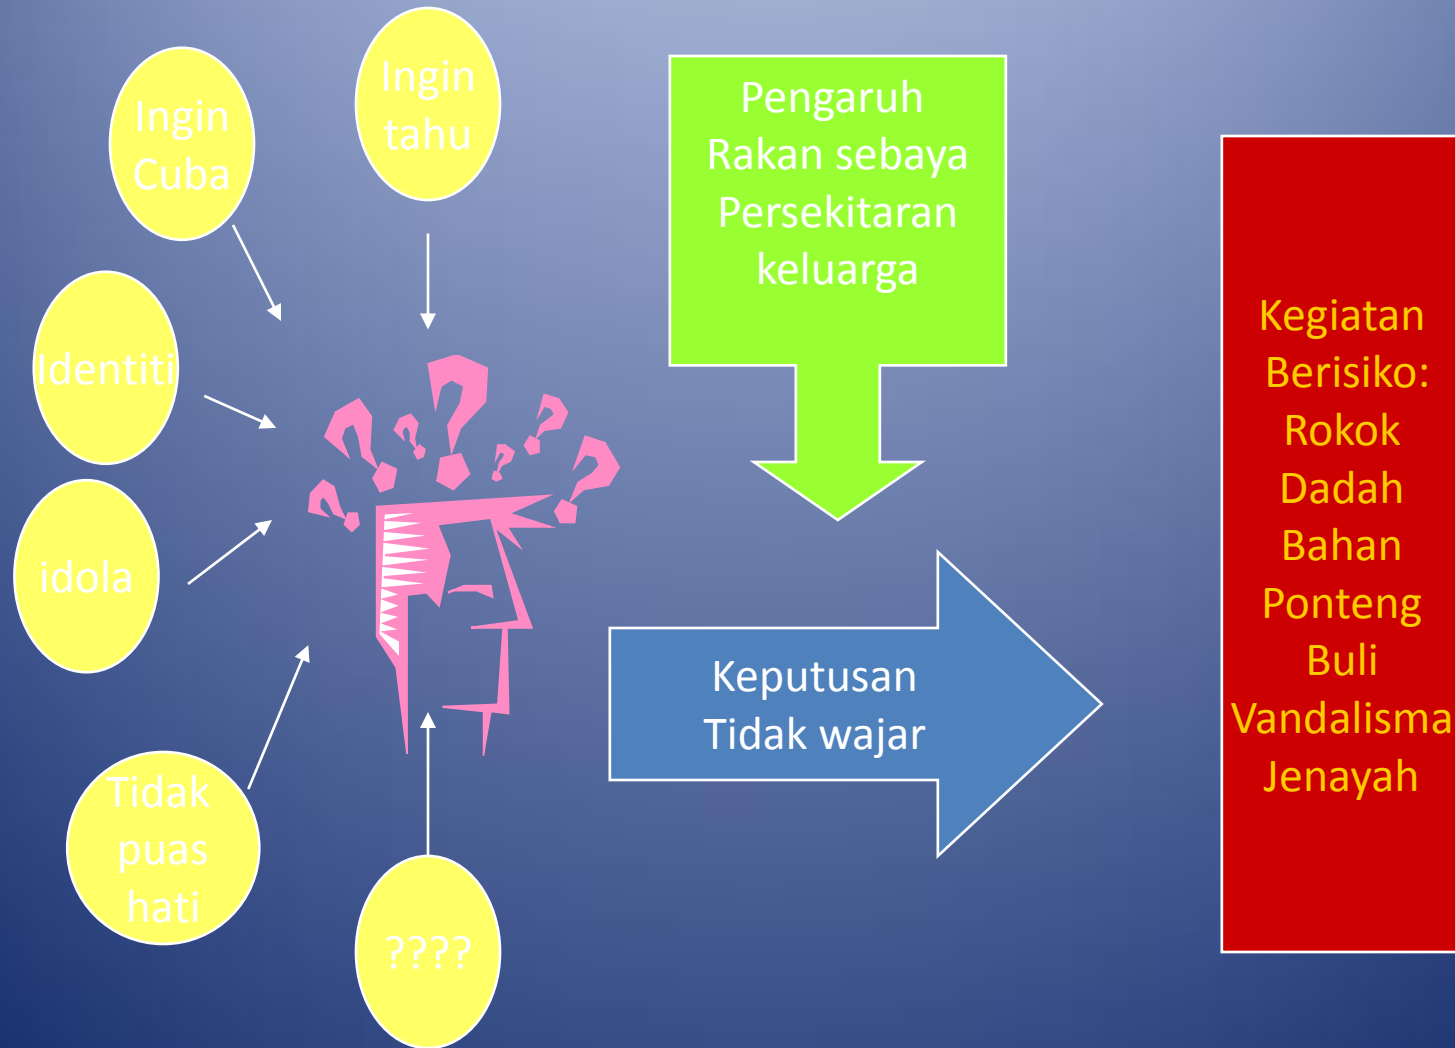 Ingin
Cuba
Ingin
tahu
Identiti
idola
Tidak
puas
hati
????
Pengaruh
Rakan sebaya
Persekitaran
keluarga
Keputusan
Tidak wajar
Kegiatan
Berisiko:
Rokok
Dadah
Bahan
Ponteng
Buli
Vandalisma
Jenayah